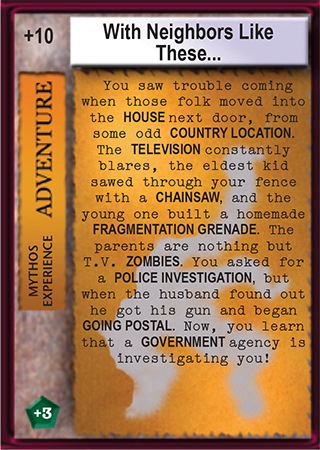 +10
With Neighbors Like
These...
MYTHOS
EXPERIENCE
ADVENTURE
You saw trouble coming
when those folk moved into
the HOUSE next door, from
some odd COUNTRY LOCATION.
The TELEVISION constantly
blares, the eldest kid
sawed through your fence
with a CHAINSAW, and the
young one built a homemade
FRAGMENTATION GRENADE. The
parents are nothing but
T.V. ZOMBIES. You asked for
a POLICE INVESTIGATION, but
when the husband found out
he got his gun and began
GOING POSTAL. Now, you learn
that a GOVERNMENT agency is
investigating you!
+3